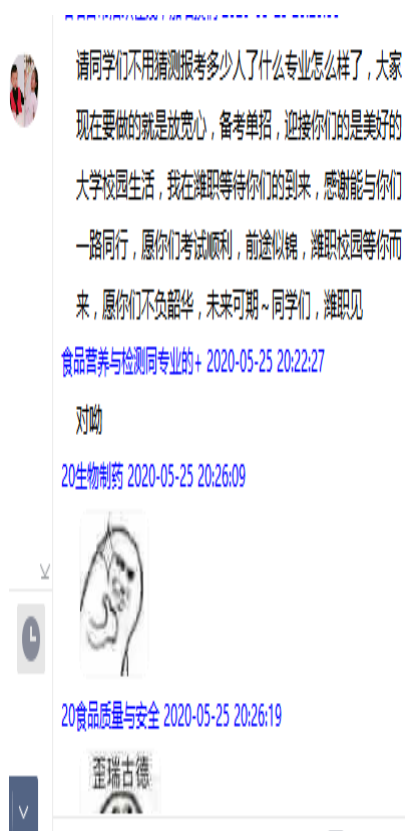 请同学们不用猜测报考多少人了什么专业怎么样了，大家
现在要做的就是放宽心，备考单招，迎接你们的是美好的
大学校园生活，我在潍职等待你们的到来，感谢能与你们
一路同行，愿你们考试顺利，前途似锦，潍职校园等你而
来，愿你们不负韶华，未来可期~同学们，潍职见
食品营养与检测同专业的+ 2020-05-25 20:22:27
对呦
20生物制药 2020-05-25 20:26:09
20食品质量与安全 2020-05-25 20:26:19
歪瑞古德